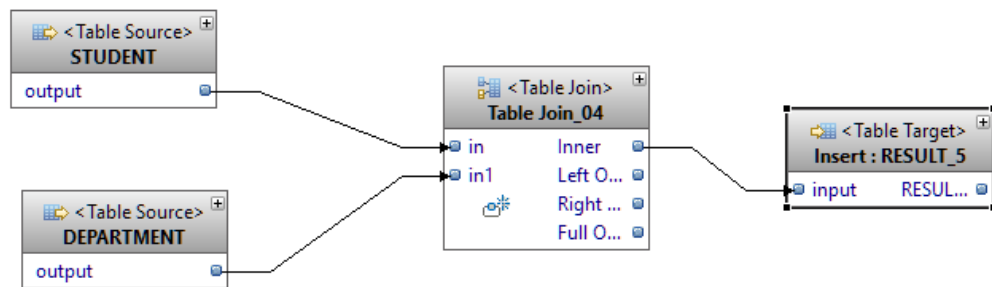 <Table Source>
STUDENT
output
<Table Source>
DEPARTMENT
output
<Table Join>
Table Join_04
in Inner
in1 Left O...
Right ...
Full O...
<Table Target>
Insert : RESULT_5
input RESUL...